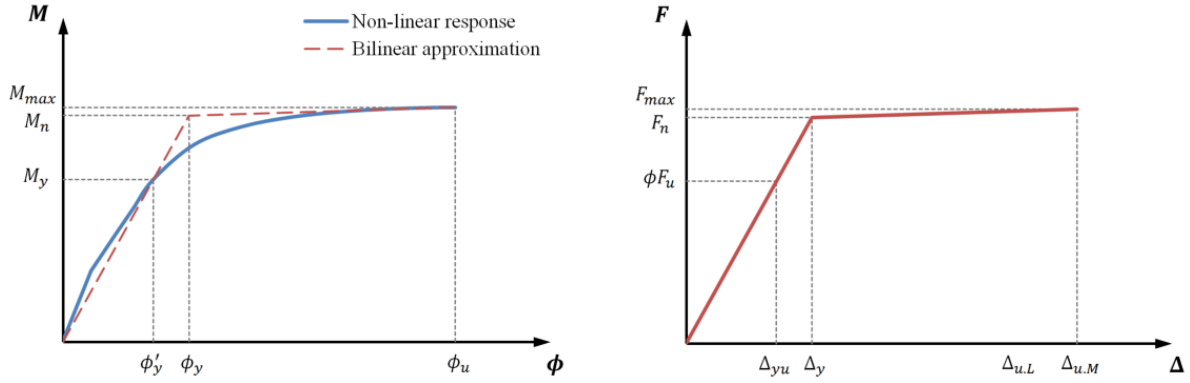 M
Non-linear response
Bilinear approximation
M_max
M_n
M_y
ϕ′_y
ϕ_y
ϕ_u
ϕ
F
F_max
F_n
ϕF_u
Δ_yu
Δ_y
Δ_u.L
Δ_u.M
Δ